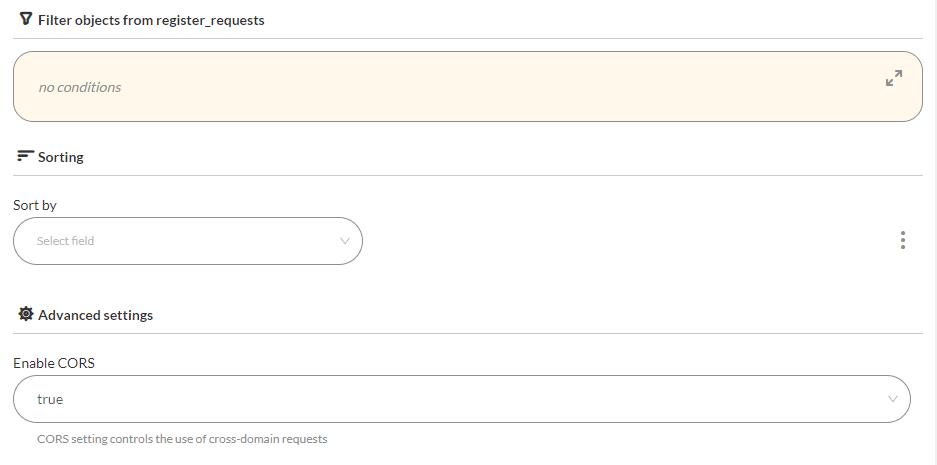 Filter objects from register_requests
no conditions
Sorting
Sort by
Select field
Advanced settings
Enable CORS
true
CORS setting controls the use of cross-domain requests